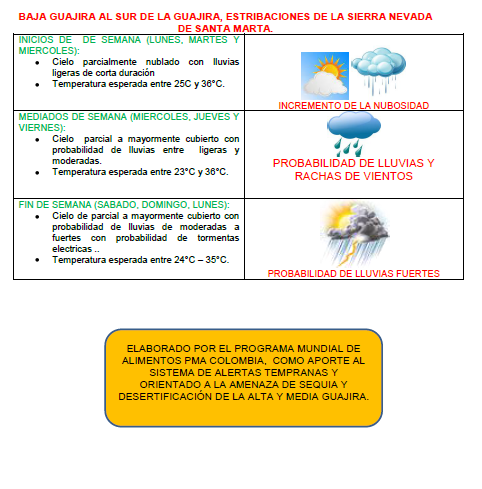 BAJA GUAJIRA AL SUR DE LA GUAJIRA, ESTRIBACIONES DE LA SIERRA NEVADA
DE SANTA MARTA.
INICIOS DE DE SEMANA (LUNES, MARTES Y
MIERCOLES):
• Cielo parcialmente nublado con lluvias
ligeras de corta duración
• Temperatura esperada entre 25C y 36°C.
INCREMENTO DE LA NUBOSIDAD
MEDIADOS DE SEMANA (MIERCOLES, JUEVES Y
VIERNES):
• Cielo parcial a mayormente cubierto con
probabilidad de lluvias entre ligeras y
moderadas.
• Temperatura esperada entre 23°C y 36°C.
PROBABILIDAD DE LLUVIAS Y
RACHAS DE VIENTOS
FIN DE SEMANA (SABADO, DOMINGO, LUNES):
• Cielo de parcial a mayormente cubierto con
probabilidad de lluvias de moderadas a
fuertes con probabilidad de tormentas
electricas ..
• Temperatura esperada entre 24°C – 35°C.
PROBABILIDAD DE LLUVIAS FUERTES
ELABORADO POR EL PROGRAMA MUNDIAL DE
ALIMENTOS PMA COLOMBIA, COMO APORTE AL
SISTEMA DE ALERTAS TEMPRANAS Y
ORIENTADO A LA AMENAZA DE SEQUIA Y
DESERTIFICACIÓN DE LA ALTA Y MEDIA GUAJIRA.